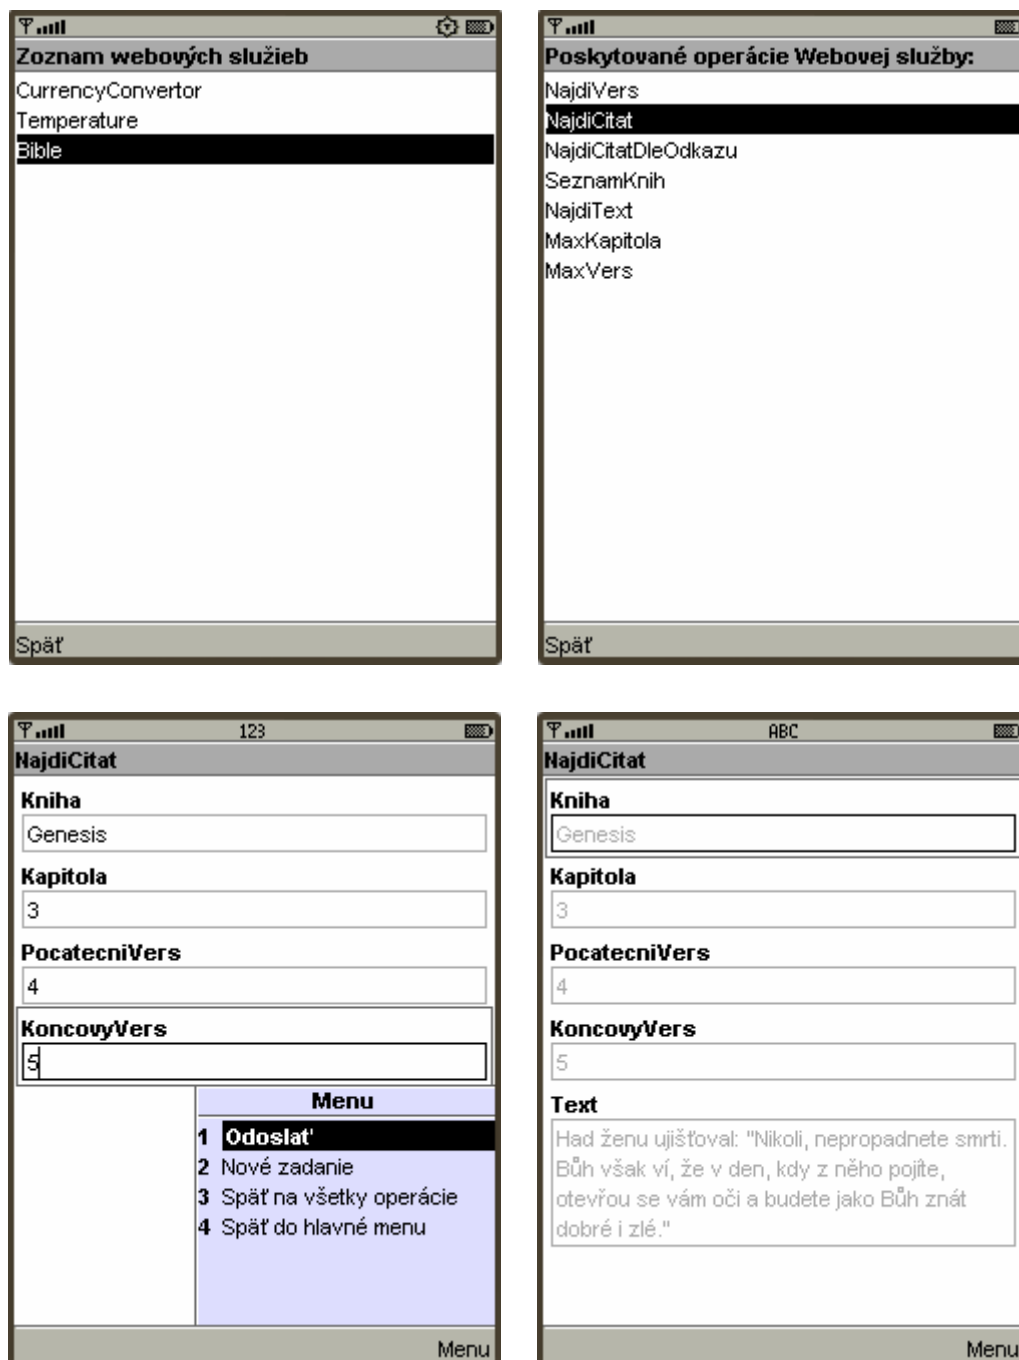 Zoznam webových služieb
CurrencyConvertor
Temperature
Bible
Späť
Poskytované operácie Webovej služby:
NajdiVers
NajdiCitat
NajdiCitatDleOdkazu
SeznamKnih
NajdiText
MaxKapitola
MaxVers
Späť
123
NajdiCitat
Kniha
Genesis
Kapitola
3
PocatecniVers
4
KoncovyVers
5
Menu
1 Odoslať
2 Nové zadanie
3 Späť na všetky operácie
4 Späť do hlavné menu
Menu
ABC
NajdiCitat
Kniha
Genesis
Kapitola
3
PocatecniVers
4
KoncovyVers
5
Text
Had ženu ujišťoval: "Nikoli, nepropadnete smrti.
Bůh však ví, že v den, kdy z něho pojíte,
otevřou se vám oči a budete jako Bůh znát
dobré i zlé."
Menu